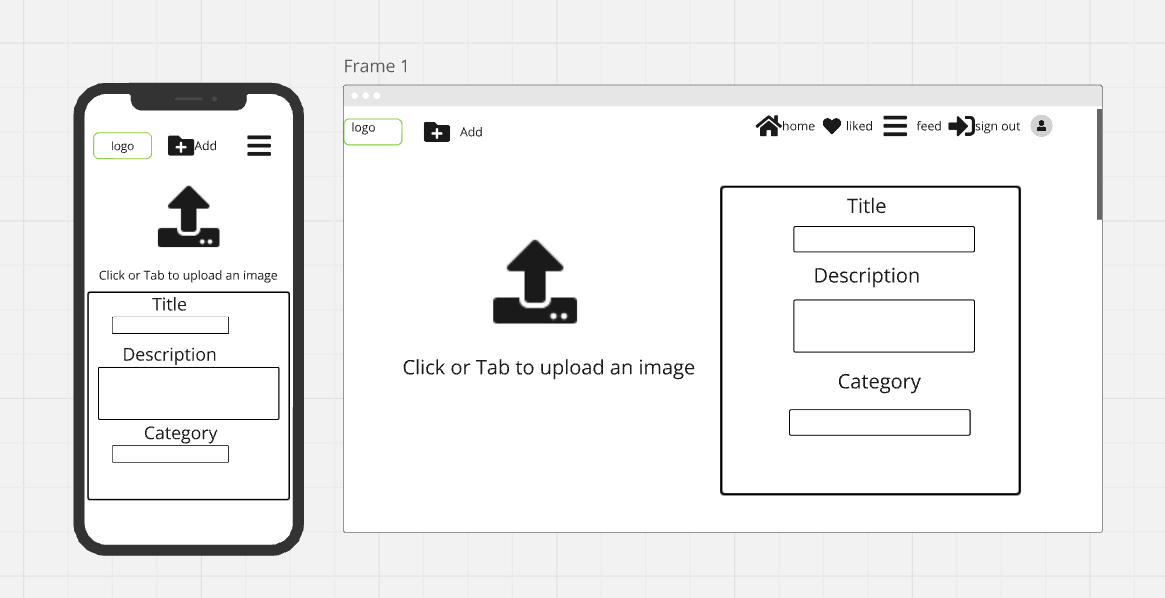 Frame 1
logo
Add
Click or Tab to upload an image
Title
Description
Category
logo
Add
home
liked
feed
sign out
Click or Tab to upload an image
Title
Description
Category